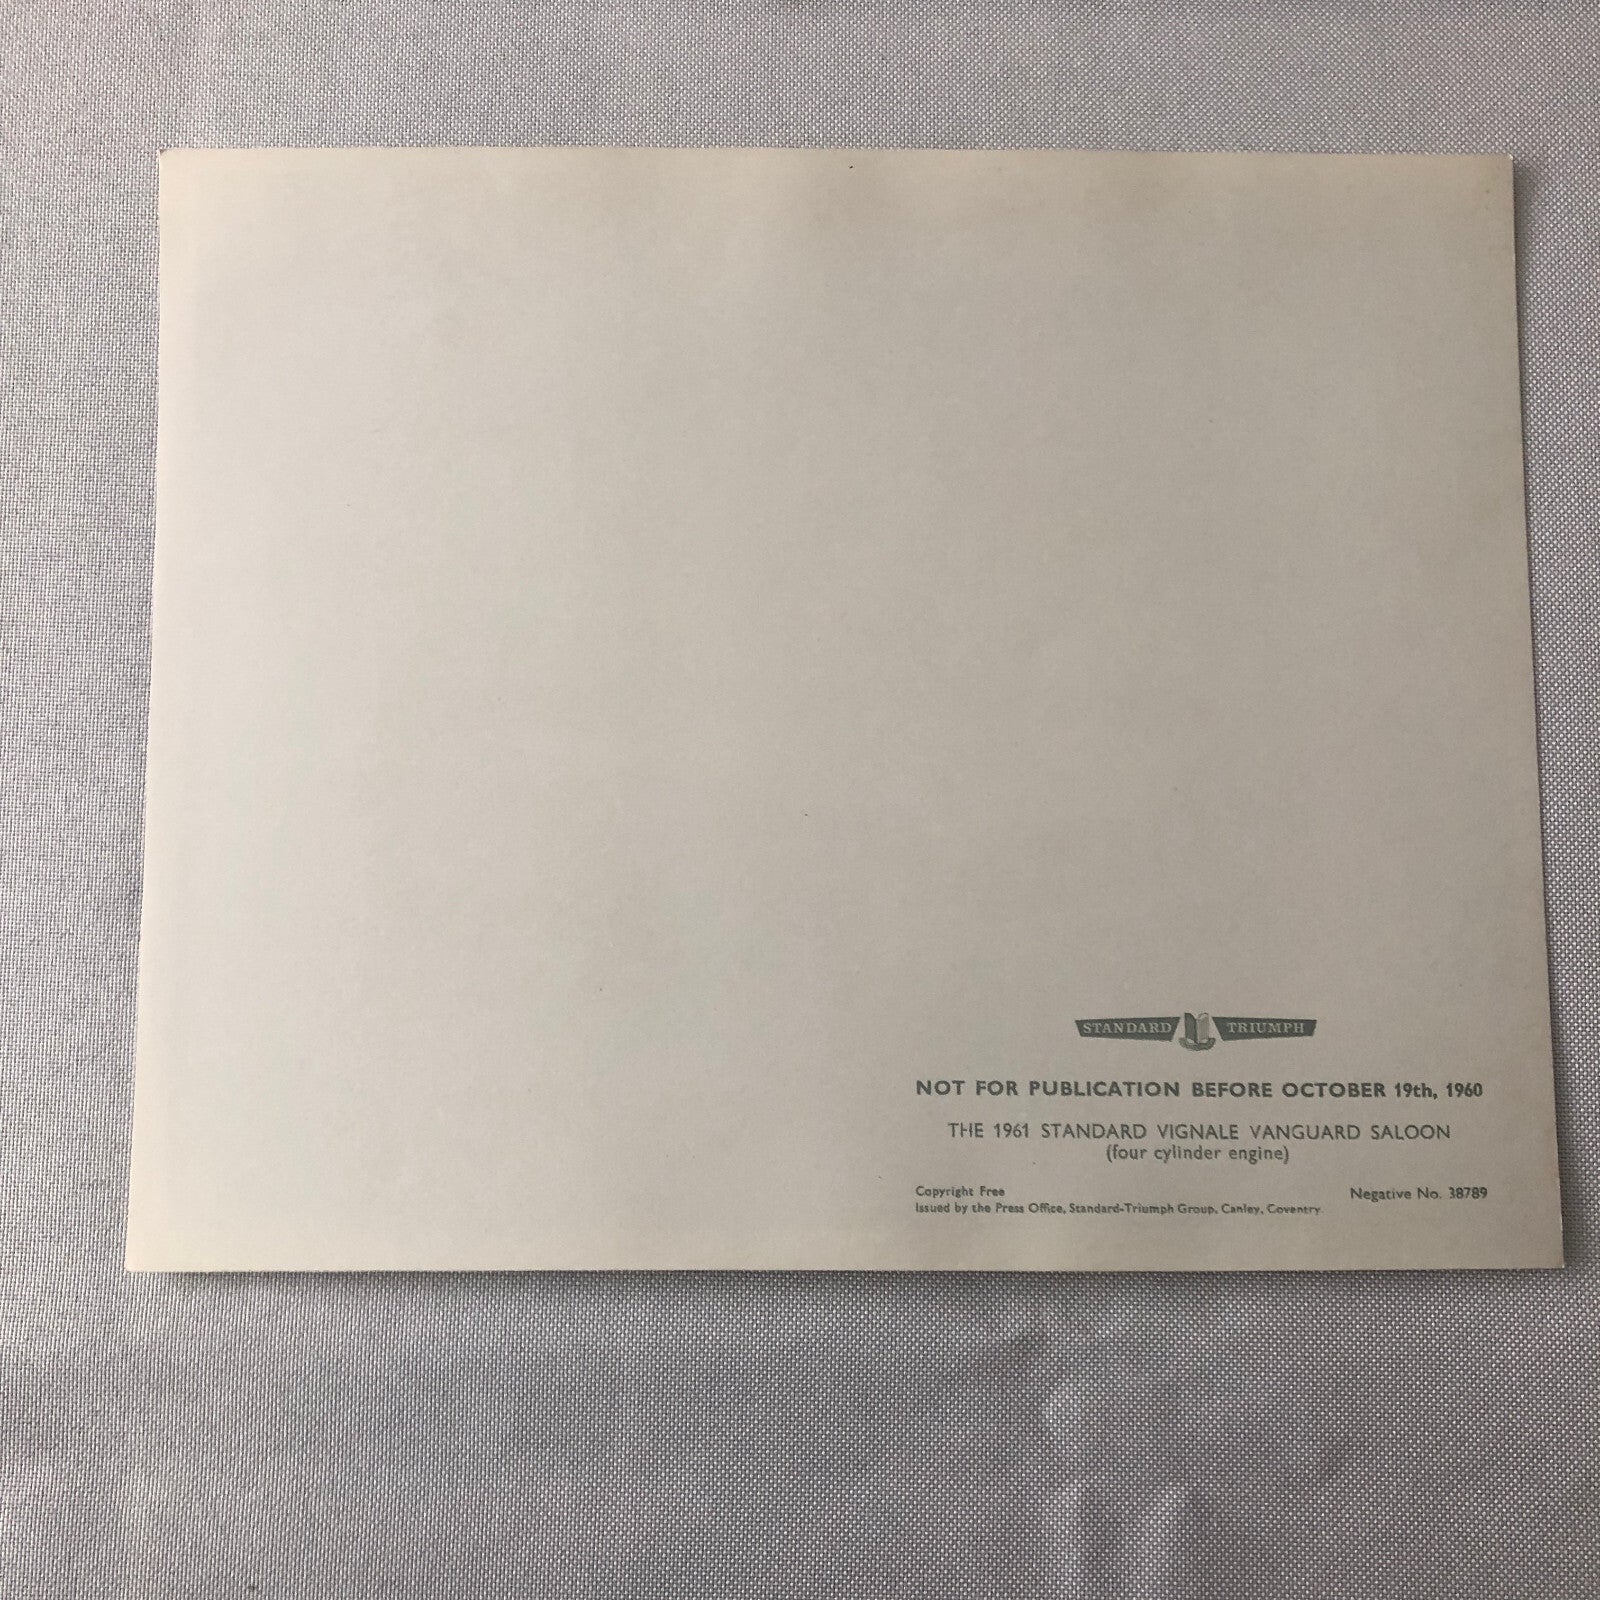 STANDARD TRIUMPH
NOT FOR PUBLICATION BEFORE OCTOBER 19th, 1960
THE 1961 STANDARD VIGNALE VANGUARD SALOON
(four cylinder engine)
Copyright Free Negative No. 38789
Issued by the Press Office, Standard-Triumph Group, Canley, Coventry